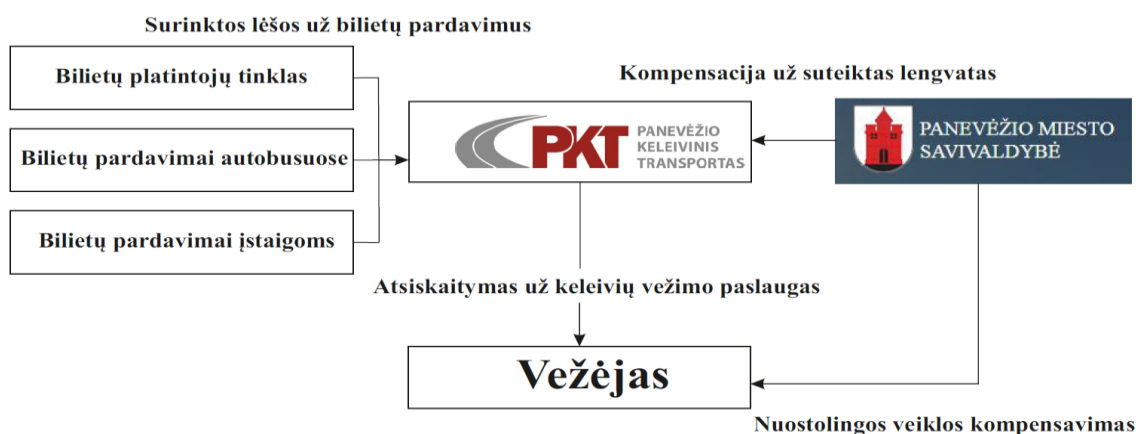 Surinktos lėšos už bilietų pardavimus
Bilietų platintojų tinklas
Kompensacija už suteiktas lengvatas
PKT
PANEVĖŽIO
KELEIVINIS
TRANSPORTAS
PANEVĖŽIO MIESTO
SAVIVALDYBĖ
Bilietų pardavimai autobusuose
Bilietų pardavimai įstaigoms
Atsiskaitymas už keleivių vežimo paslaugas
Vežėjas
Nuostolingos veiklos kompensavimas